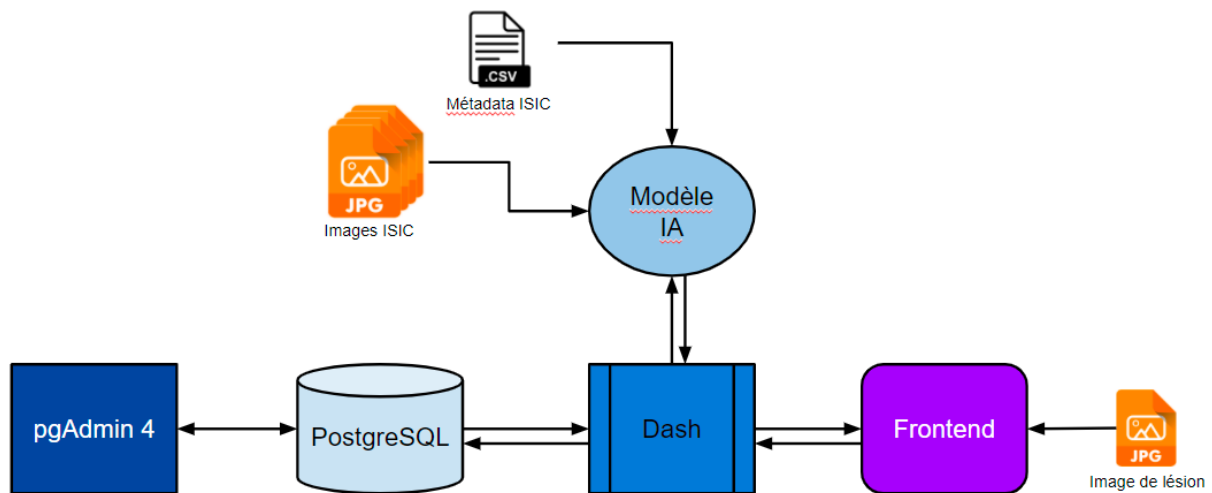 .CSV
Métadata ISIC
JPG
Images ISIC
Modèle
IA
pgAdmin 4
PostgreSQL
Dash
Frontend
JPG
Image de lésion